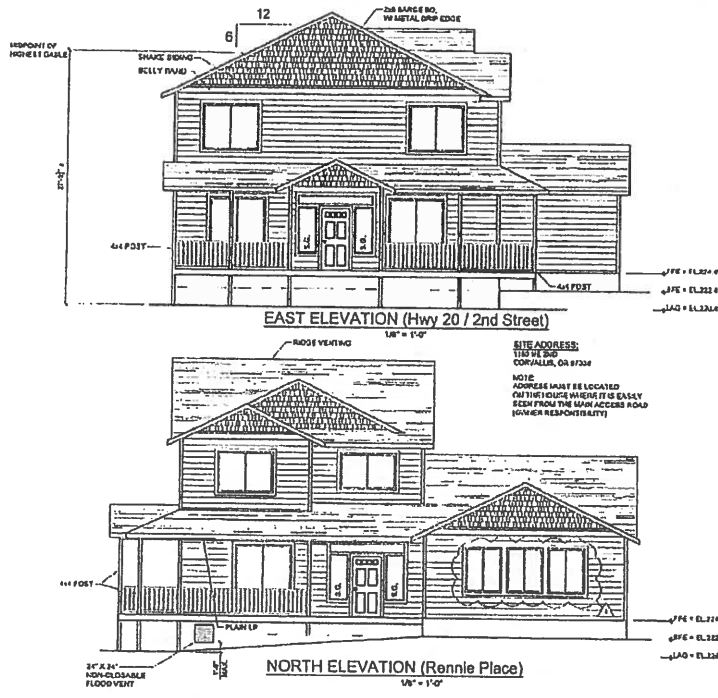 12
6
2x8 BARGE BD,
W/ METAL DRIP EDGE
MIDPOINT OF
HIGHEST GABLE
SHAKE SIDING
BELLY BAND
S.G.
S.G.
4x4 POST
4x4 POST
EAST ELEVATION (Hwy 20 / 2nd Street)
1/8" = 1'-0"
RIDGE VENTING
SITE ADDRESS:
CORVALLIS, OR
NOTE
ADDRESS MUST BE LOCATED
ON THE HOUSE WHERE IT IS EASILY
SEEN FROM THE MAIN ACCESS ROAD
(OWNER RESPONSIBILITY)
S.G.
S.G.
4x4 POST
PLAIN LP
24" X 24"
NON-CLOSABLE
FLOOD VENT
MAX
NORTH ELEVATION (Rennie Place)
1/8" = 1'-0"